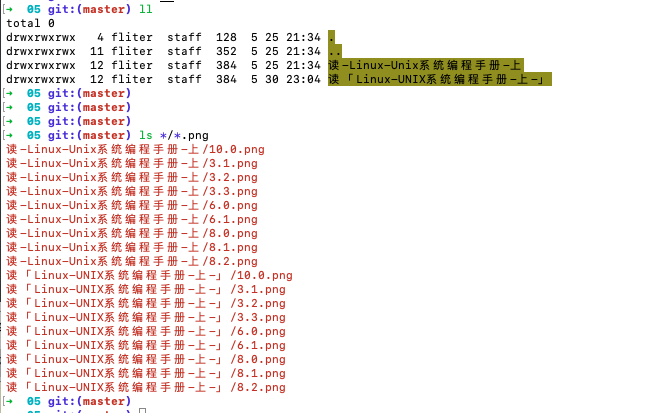 [→ 05 git:(master) ll
total 0
drwxrwxrwx 4 fliter staff 128 5 25 21:34 .
drwxrwxrwx 11 fliter staff 352 5 25 21:34 ..
drwxrwxrwx 12 fliter staff 384 5 25 21:34 读-Linux-Unix系统编程手册-上
drwxrwxrwx 12 fliter staff 384 5 30 23:04 读「Linux-UNIX系统编程手册-上-」
[→ 05 git:(master)
[→ 05 git:(master)
[→ 05 git:(master)
[→ 05 git:(master) ls */*.png
读-Linux-Unix系统编程手册-上/10.0.png
读-Linux-Unix系统编程手册-上/3.1.png
读-Linux-Unix系统编程手册-上/3.2.png
读-Linux-Unix系统编程手册-上/3.3.png
读-Linux-Unix系统编程手册-上/6.0.png
读-Linux-Unix系统编程手册-上/6.1.png
读-Linux-Unix系统编程手册-上/8.0.png
读-Linux-Unix系统编程手册-上/8.1.png
读-Linux-Unix系统编程手册-上/8.2.png
读「Linux-UNIX系统编程手册-上-」/10.0.png
读「Linux-UNIX系统编程手册-上-」/3.1.png
读「Linux-UNIX系统编程手册-上-」/3.2.png
读「Linux-UNIX系统编程手册-上-」/3.3.png
读「Linux-UNIX系统编程手册-上-」/6.0.png
读「Linux-UNIX系统编程手册-上-」/6.1.png
读「Linux-UNIX系统编程手册-上-」/8.0.png
读「Linux-UNIX系统编程手册-上-」/8.1.png
读「Linux-UNIX系统编程手册-上-」/8.2.png
[→ 05 git:(master)